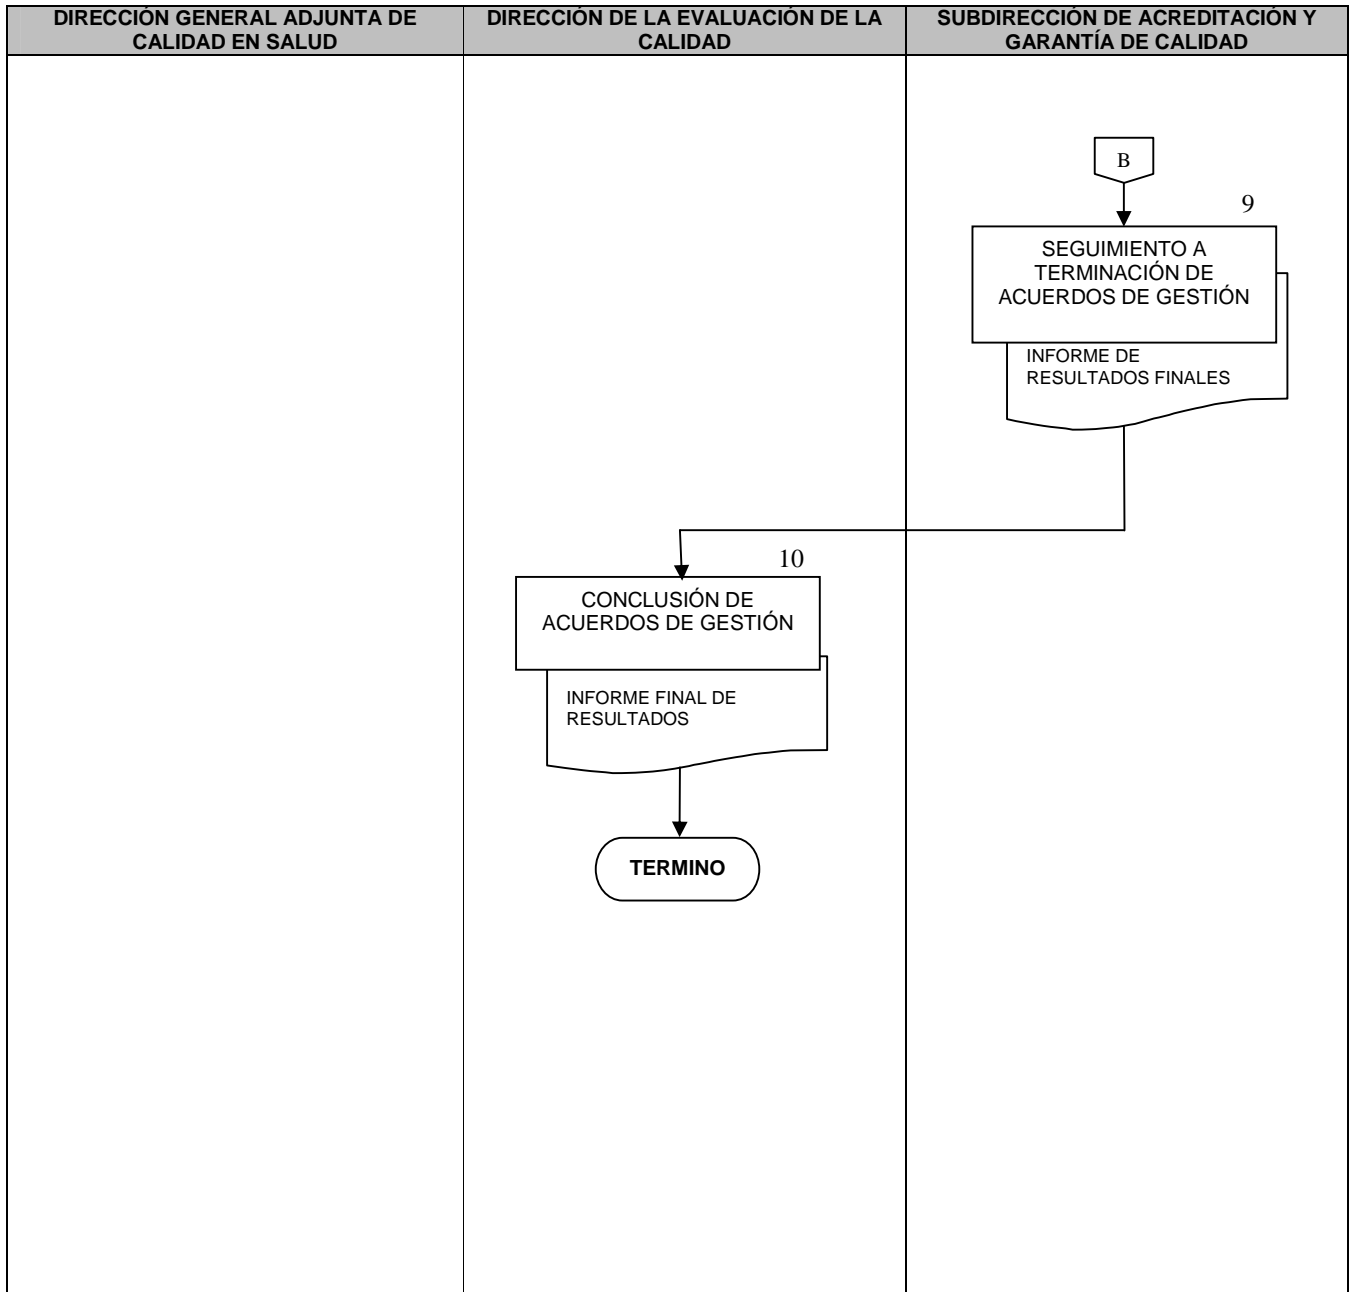 DIRECCIÓN GENERAL ADJUNTA DE
CALIDAD EN SALUD
DIRECCIÓN DE LA EVALUACIÓN DE LA
CALIDAD
SUBDIRECCIÓN DE ACREDITACIÓN Y
GARANTÍA DE CALIDAD
B
9
SEGUIMIENTO A
TERMINACIÓN DE
ACUERDOS DE GESTIÓN
INFORME DE
RESULTADOS FINALES
10
CONCLUSIÓN DE
ACUERDOS DE GESTIÓN
INFORME FINAL DE
RESULTADOS
TERMINO